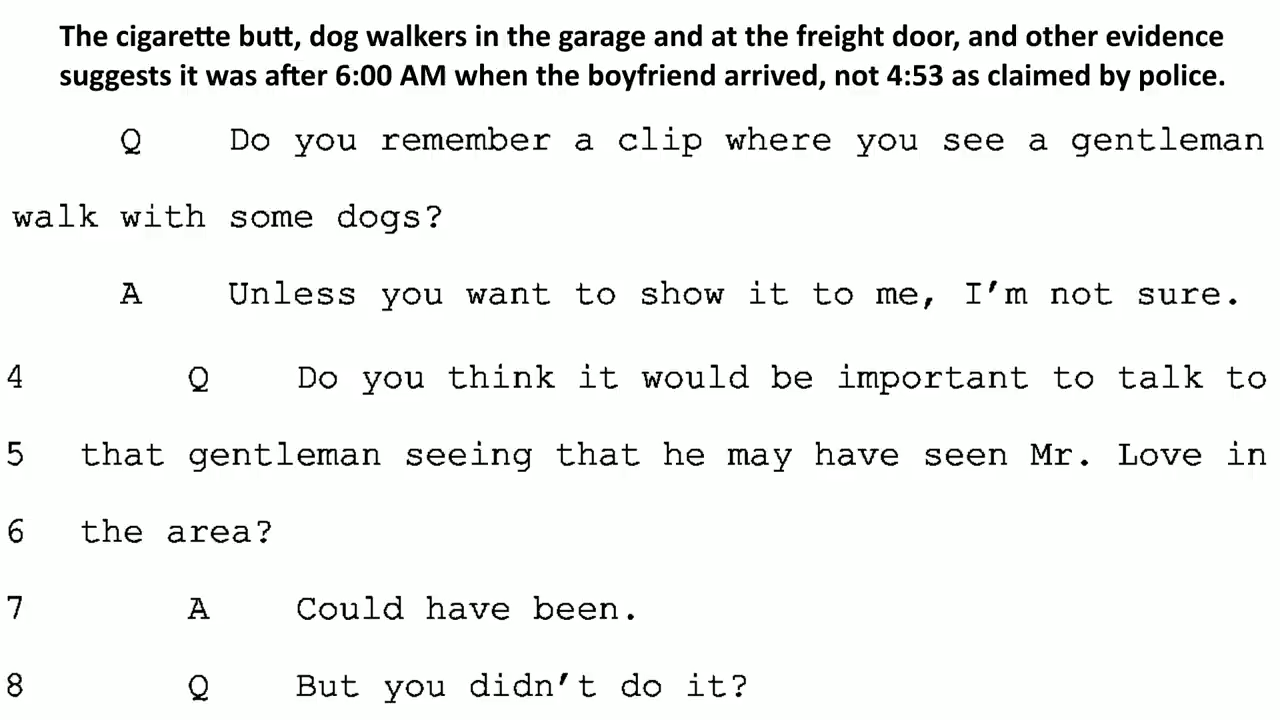 The cigarette butt, dog walkers in the garage and at the freight door, and other evidence
suggests it was after 6:00 AM when the boyfriend arrived, not 4:53 as claimed by police.
Q Do you remember a clip where you see a gentleman
walk with some dogs?
A Unless you want to show it to me, I'm not sure.
4 Q Do you think it would be important to talk to
5 that gentleman seeing that he may have seen Mr. Love in
6 the area?
7 A Could have been.
8 Q But you didn't do it?